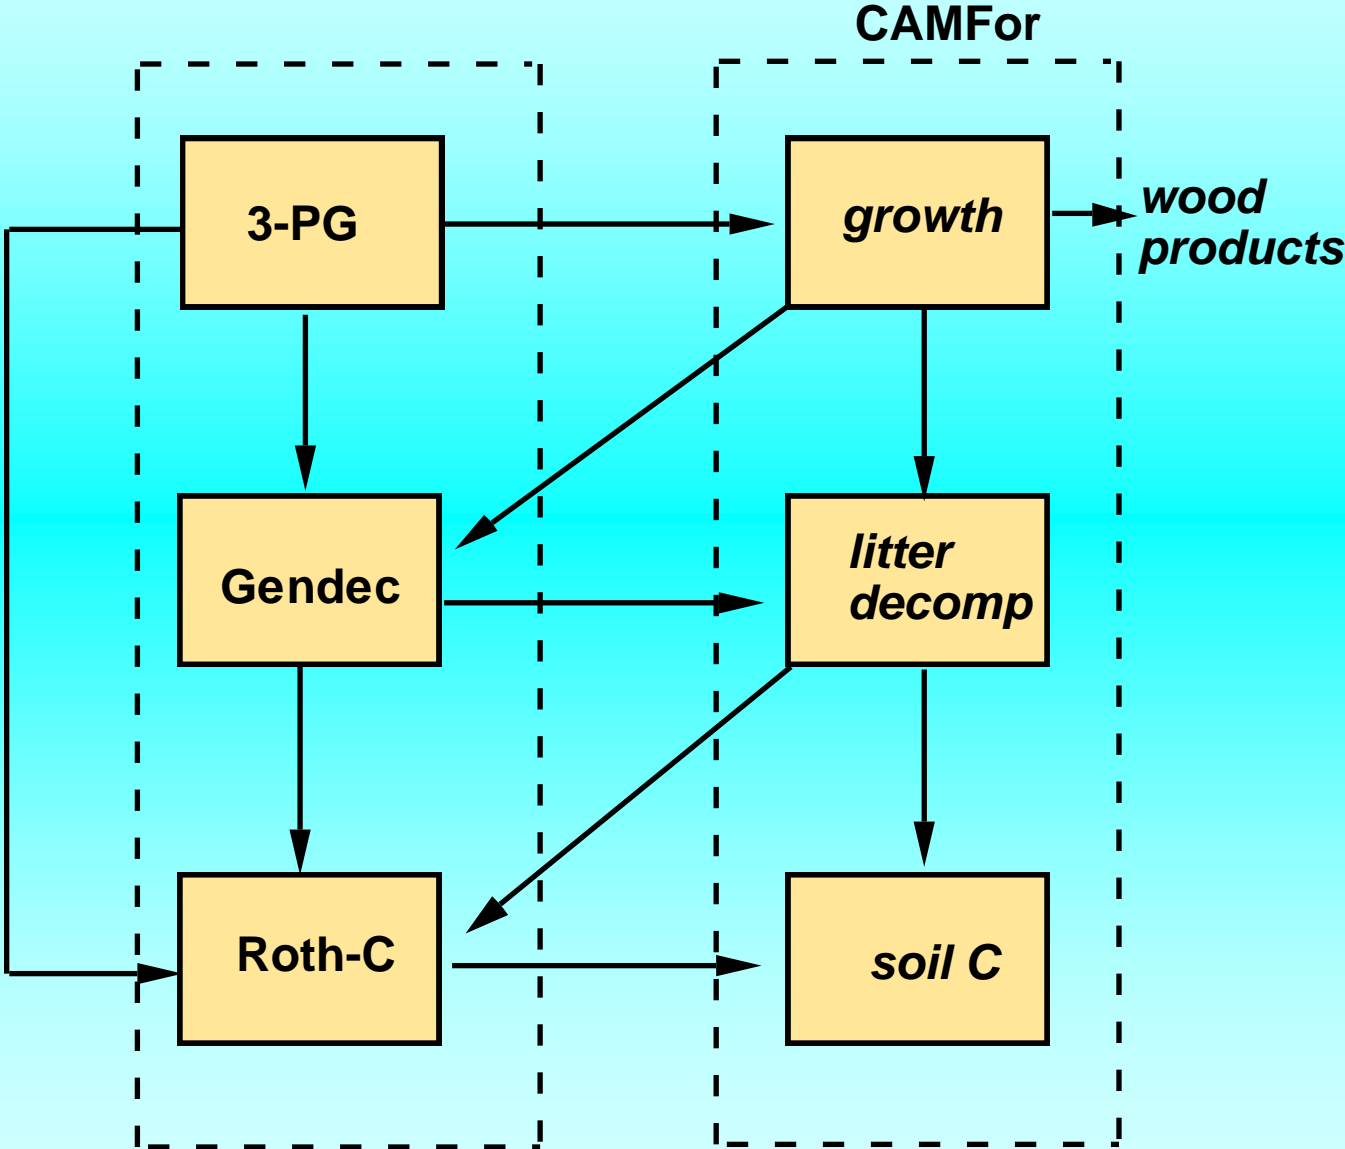 CAMFor
3-PG
growth
wood
products
Gendec
litter
decomp
Roth-C
soil C